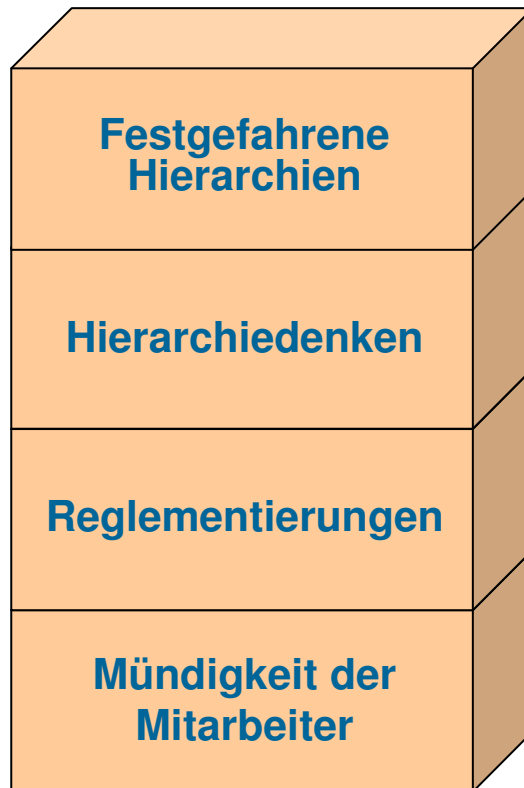 Festgefahrene
Hierarchien
Hierarchiedenken
Reglementierungen
Mündigkeit der
Mitarbeiter